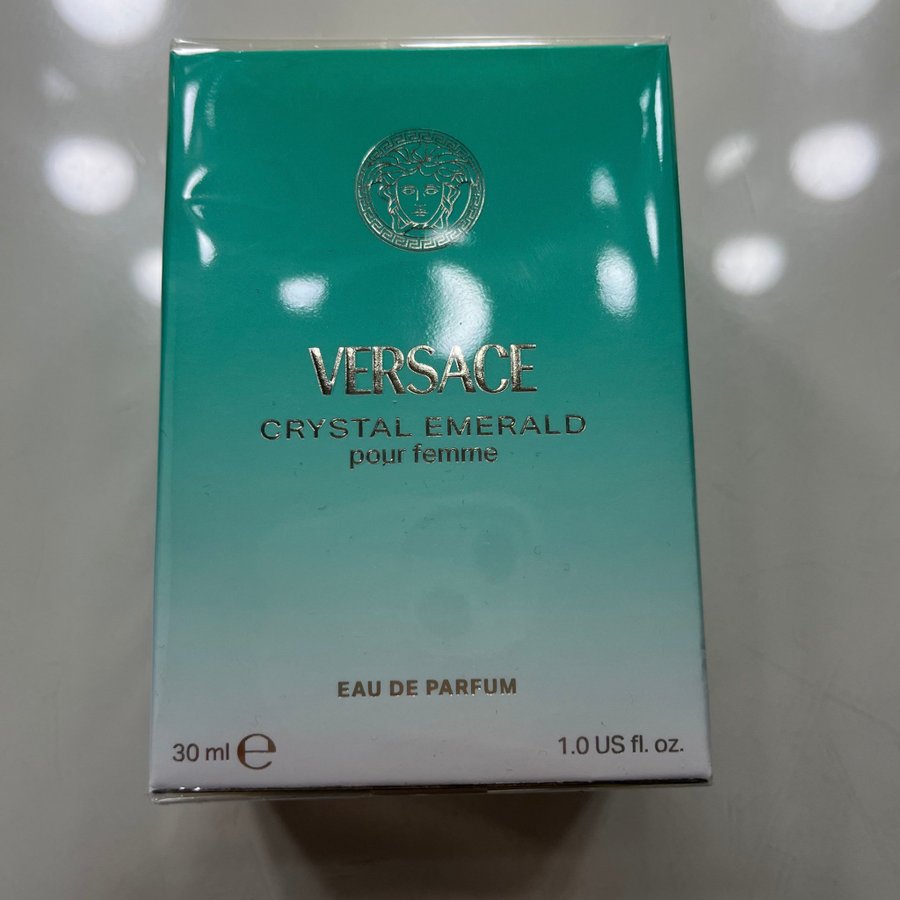 VERSACE
CRYSTAL EMERALD
pour femme
EAU DE PARFUM
30 ml ℮
1.0 US fl. oz.